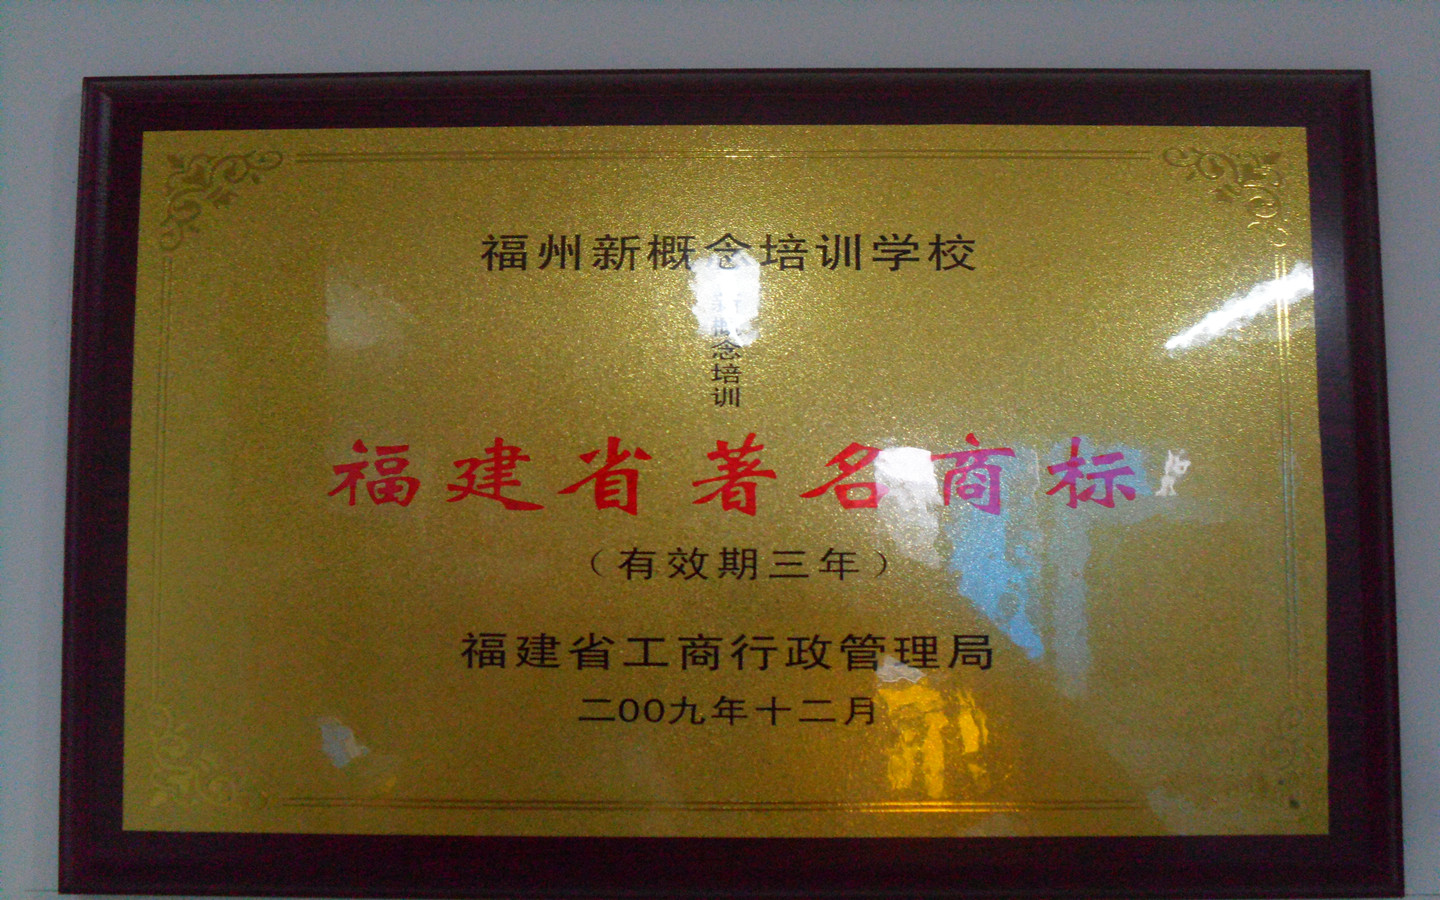 福州新概念培训学校
新概念培训
福建省著名商标
（有效期三年）
福建省工商行政管理局
二00九年十二月